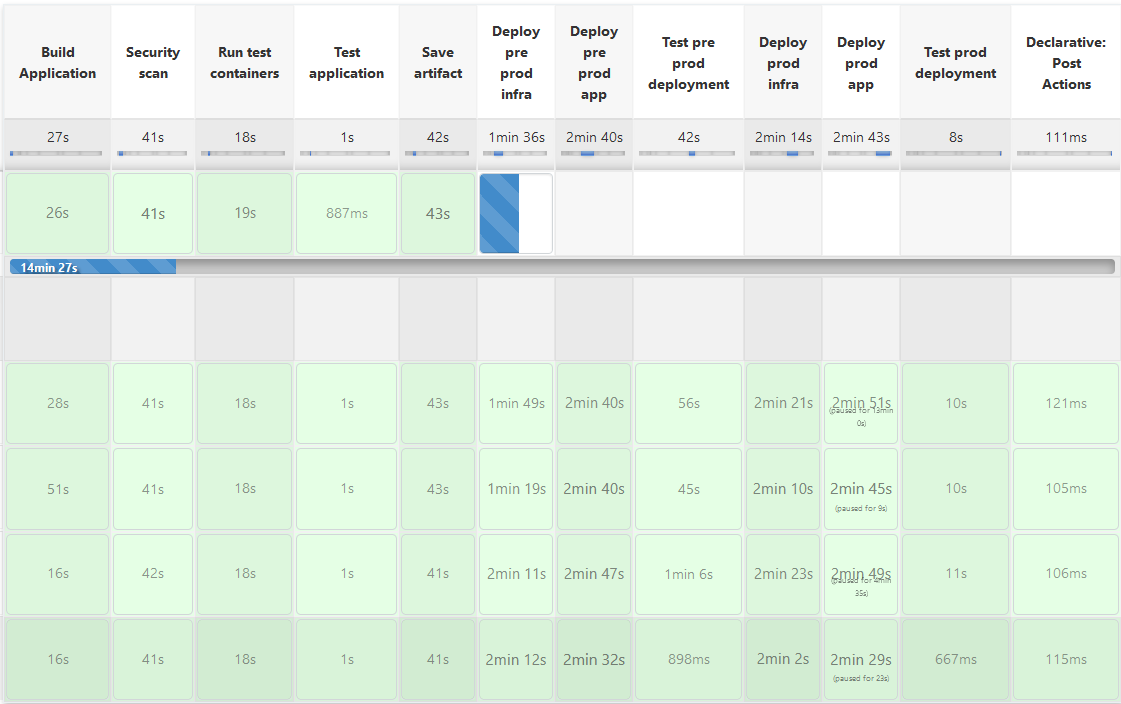 Build Application
Security scan
Run test containers
Test application
Save artifact
Deploy pre prod infra
Deploy pre prod app
Test pre prod deployment
Deploy prod infra
Deploy prod app
Test prod deployment
Declarative: Post Actions
27s 41s 18s 1s 42s 1min 36s 2min 40s 42s 2min 14s 2min 43s 8s 111ms
26s 41s 19s 887ms 43s
14min 27s
28s 41s 18s 1s 43s 1min 49s 2min 40s 56s 2min 21s 2min 51s 10s 121ms
(paused for 13min
0s)
51s 41s 18s 1s 43s 1min 19s 2min 40s 45s 2min 10s 2min 45s 10s 105ms
(paused for 9s)
16s 42s 18s 1s 41s 2min 11s 2min 47s 1min 6s 2min 23s 2min 49s 11s 106ms
(paused for 4min
35s)
16s 41s 18s 1s 41s 2min 12s 2min 32s 898ms 2min 2s 2min 29s 667ms 115ms
(paused for 23s)